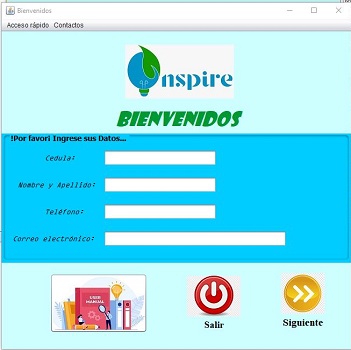 Bienvenidos
Acceso rápido Contactos
Inspire
BIENVENIDOS
!Por favor¡ Ingrese sus Datos...
Cedula:
Nombre y Apellido:
Teléfono:
Correo electrónico:
USER MANUAL
Salir
Siguiente